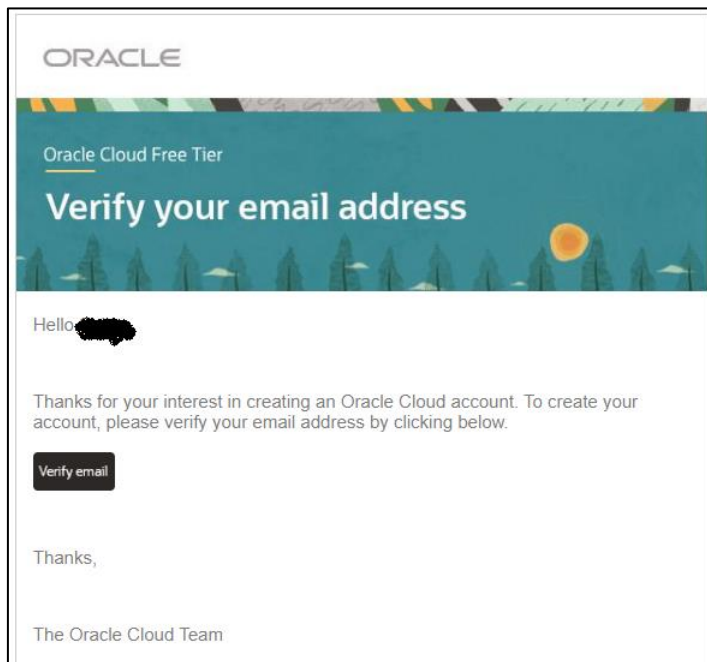 ORACLE
Oracle Cloud Free Tier
Verify your email address
Hello
Thanks for your interest in creating an Oracle Cloud account. To create your
account, please verify your email address by clicking below.
Verify email
Thanks,
The Oracle Cloud Team